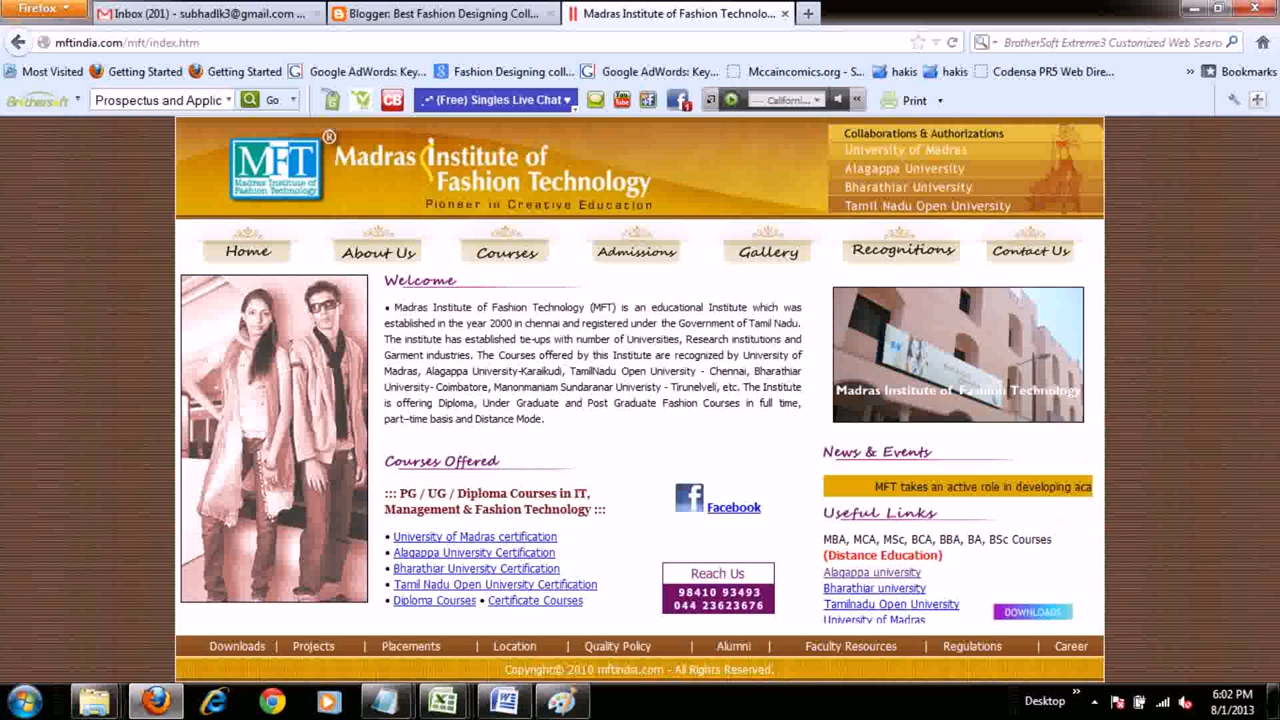 Firefox
Inbox (201) - subhadlk3@gmail.com ...
Blogger: Best Fashion Designing Coll...
Madras Institute of Fashion Technolo...
mftindia.com/mft/index.htm
BrotherSoft Extreme3 Customized Web Searc
Most Visited
Getting Started
Getting Started
Google AdWords: Key...
Fashion Designing coll...
Google AdWords: Key...
Mccaincomics.org - S...
hakis
hakis
Codensa PR5 Web Dire...
Bookmarks
Brothersoft
Prospectus and Applic
Go
CB
(Free) Singles Live Chat
Californi...
Print
MFT
Madras Institute of Fashion Technology
®
Madras Institute of
Fashion Technology
Pioneer in Creative Education
Collaborations & Authorizations
University of Madras
Alagappa University
Bharathiar University
Tamil Nadu Open University
Home
About Us
Courses
Admissions
Gallery
Recognitions
Contact Us
Welcome
• Madras Institute of Fashion Technology (MFT) is an educational Institute which was
established in the year 2000 in chennai and registered under the Government of Tamil Nadu.
The institute has established tie-ups with number of Universities, Research institutions and
Garment industries. The Courses offered by this Institute are recognized by University of
Madras, Alagappa University-Karaikudi, TamilNadu Open University - Chennai, Bharathiar
University- Coimbatore, Manonmaniam Sundaranar Univeristy - Tirunelveli, etc. The Institute
is offering Diploma, Under Graduate and Post Graduate Fashion Courses in full time,
part–time basis and Distance Mode.
Madras Institute of Fashion Technology
Courses Offered
::: PG / UG / Diploma Courses in IT,
Management & Fashion Technology :::
• University of Madras certification
• Alagappa University Certification
• Bharathiar University Certification
• Tamil Nadu Open University Certification
• Diploma Courses • Certificate Courses
Facebook
Reach Us
98410 93493
044 23623676
News & Events
MFT takes an active role in developing aca
Useful Links
MBA, MCA, MSc, BCA, BBA, BA, BSc Courses
(Distance Education)
Alagappa university
Bharathiar university
Tamilnadu Open University
University of Madras
DOWNLOADS
Downloads | Projects | Placements | Location | Quality Policy | Alumni | Faculty Resources | Regulations | Career
Copyright© 2010 mftindia.com - All Rights Reserved.
Desktop
6:02 PM
8/1/2013